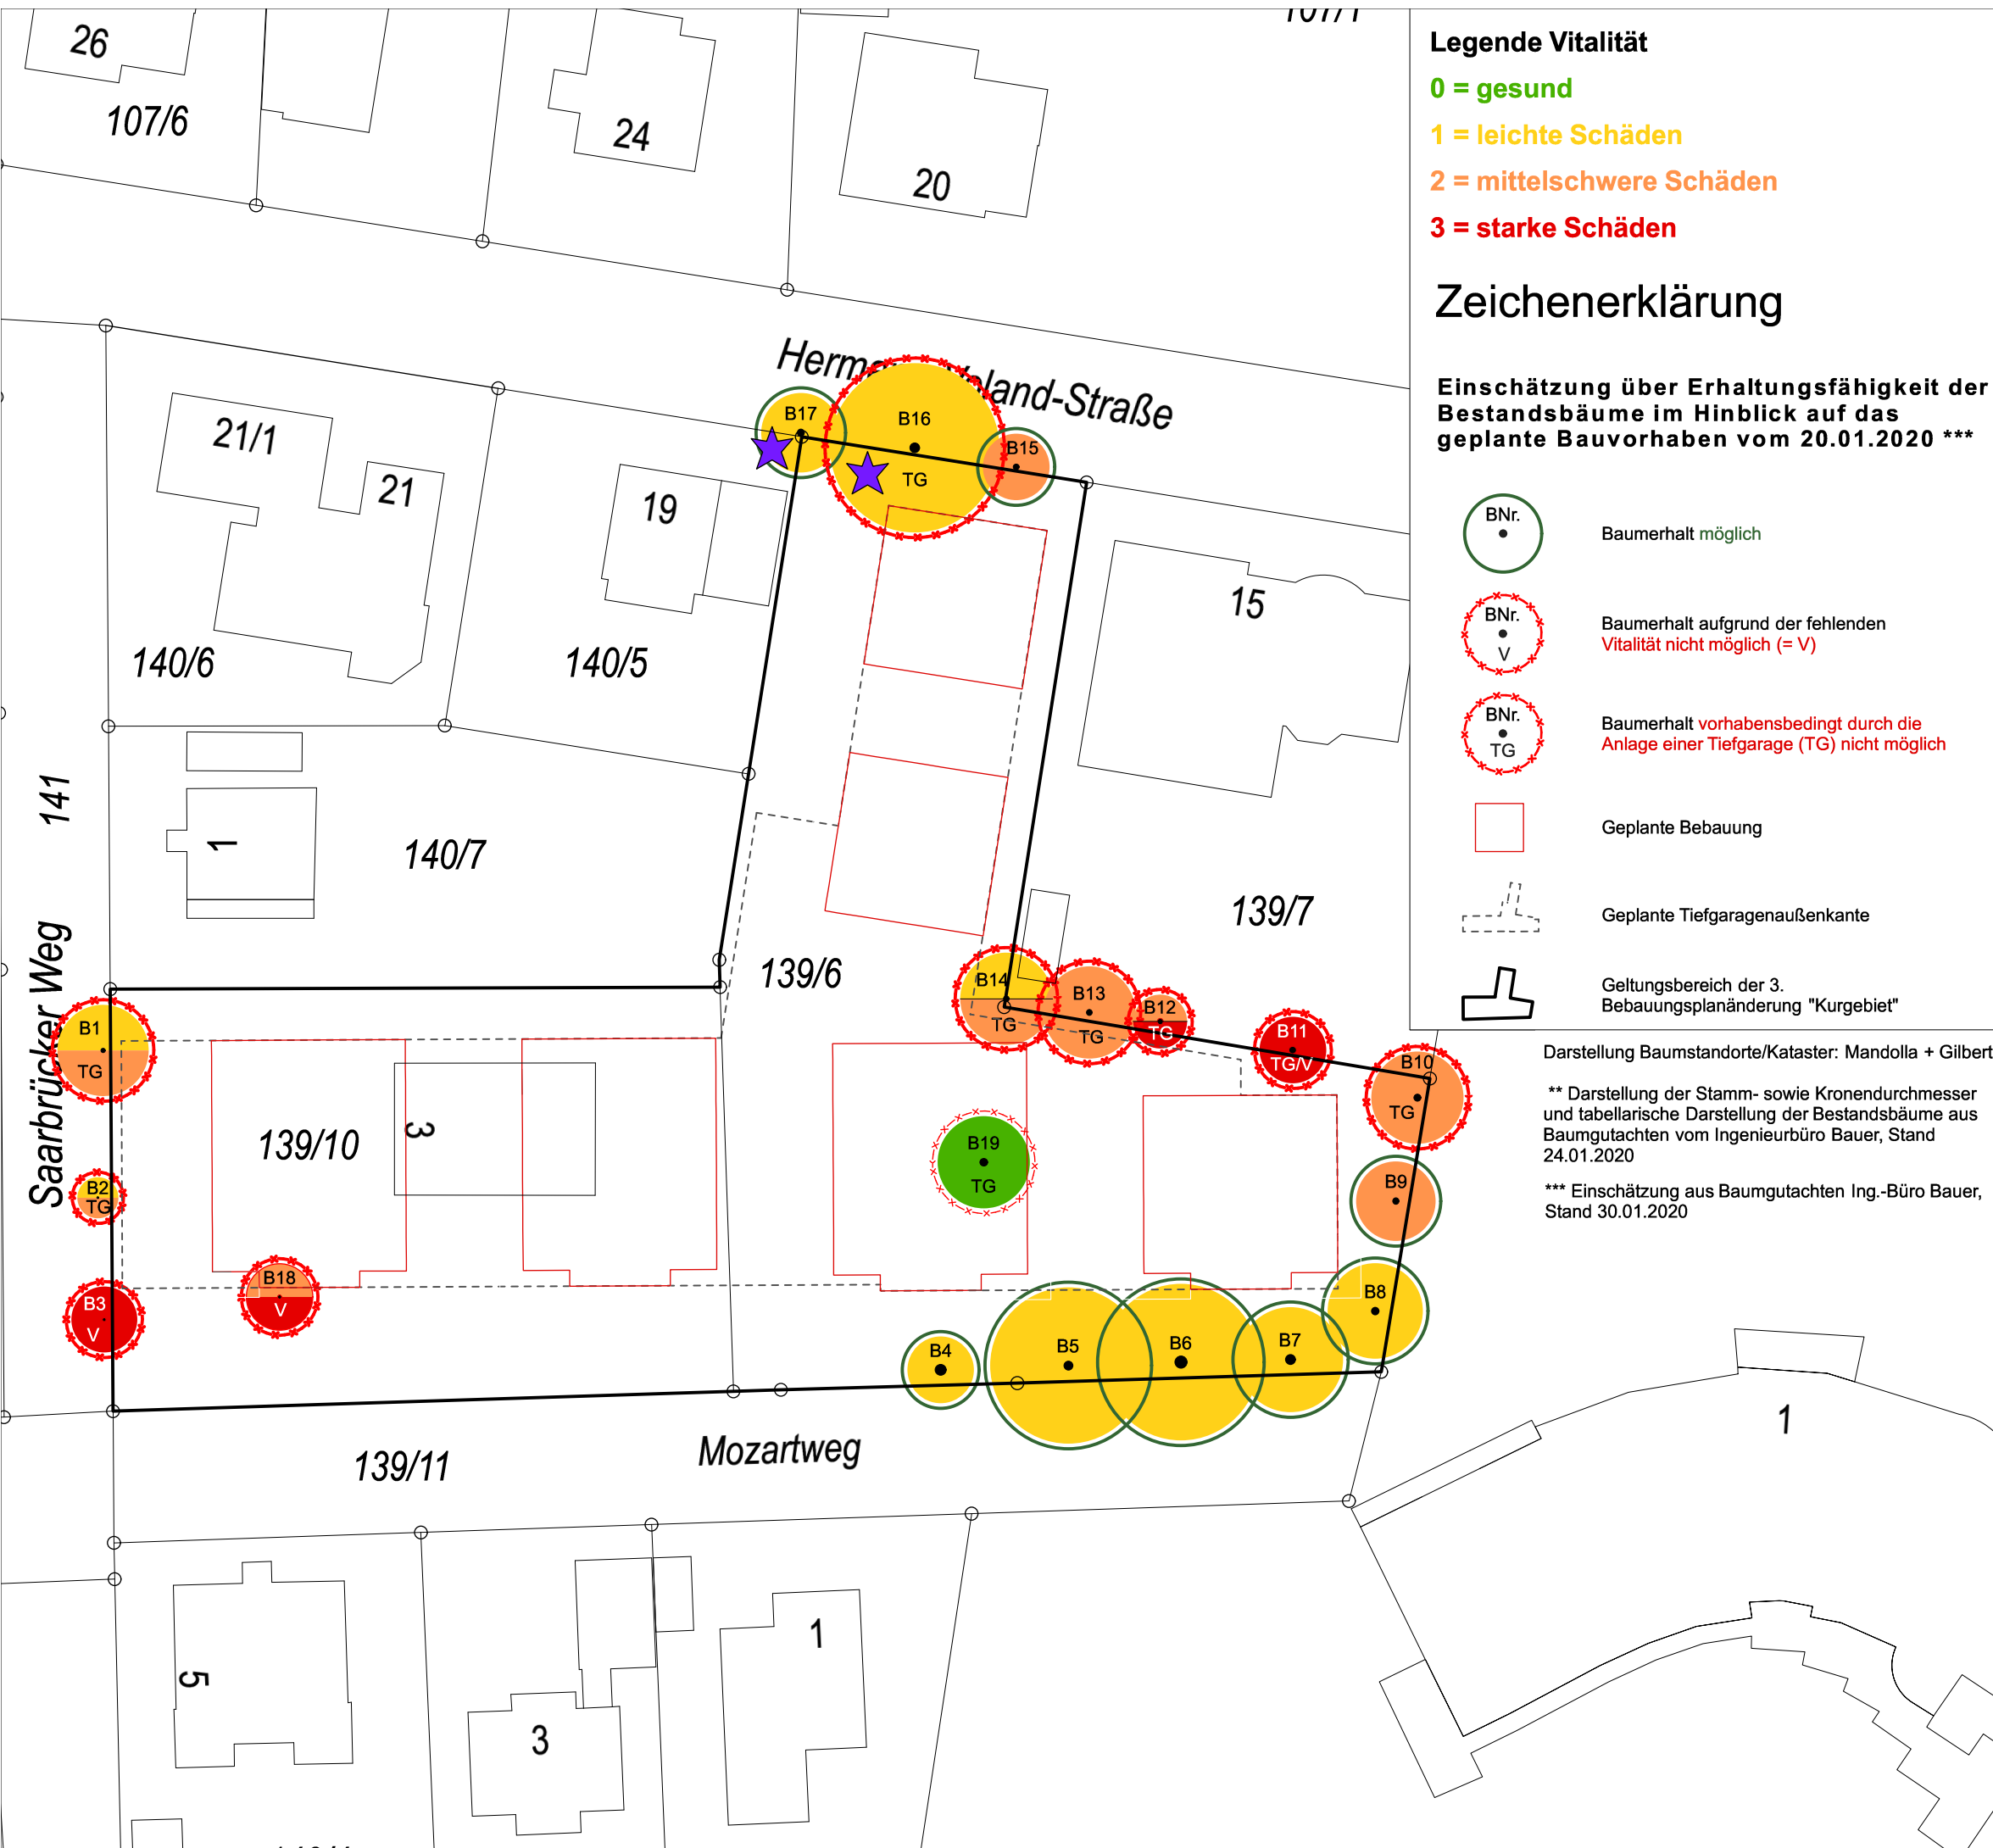 26
107/6
24
20
107/1
Legende Vitalität
0 = gesund
1 = leichte Schäden
2 = mittelschwere Schäden
3 = starke Schäden
Zeichenerklärung
Einschätzung über Erhaltungsfähigkeit der
Bestandsbäume im Hinblick auf das
geplante Bauvorhaben vom 20.01.2020 ***
BNr.
Baumerhalt möglich
BNr.
V
Baumerhalt aufgrund der fehlenden
Vitalität nicht möglich (= V)
BNr.
TG
Baumerhalt vorhabensbedingt durch die
Anlage einer Tiefgarage (TG) nicht möglich
Geplante Bebauung
Geplante Tiefgaragenaußenkante
Geltungsbereich der 3.
Bebauungsplanänderung "Kurgebiet"
Darstellung Baumstandorte/Kataster: Mandolla + Gilbert
** Darstellung der Stamm- sowie Kronendurchmesser
und tabellarische Darstellung der Bestandsbäume aus
Baumgutachten vom Ingenieurbüro Bauer, Stand
24.01.2020
*** Einschätzung aus Baumgutachten Ing.-Büro Bauer,
Stand 30.01.2020
B17
B16
TG
B15
21/1
21
19
15
140/6
140/5
141
1
140/7
139/7
Saarbrücker Weg
139/6
B14
TG
B13
TG
B12
TG
B11
TG/V
B10
TG
B1
TG
139/10
3
B19
TG
B2
TG
B9
B3
V
B18
V
B8
B4
B5
B6
B7
139/11
Mozartweg
1
5
3
1